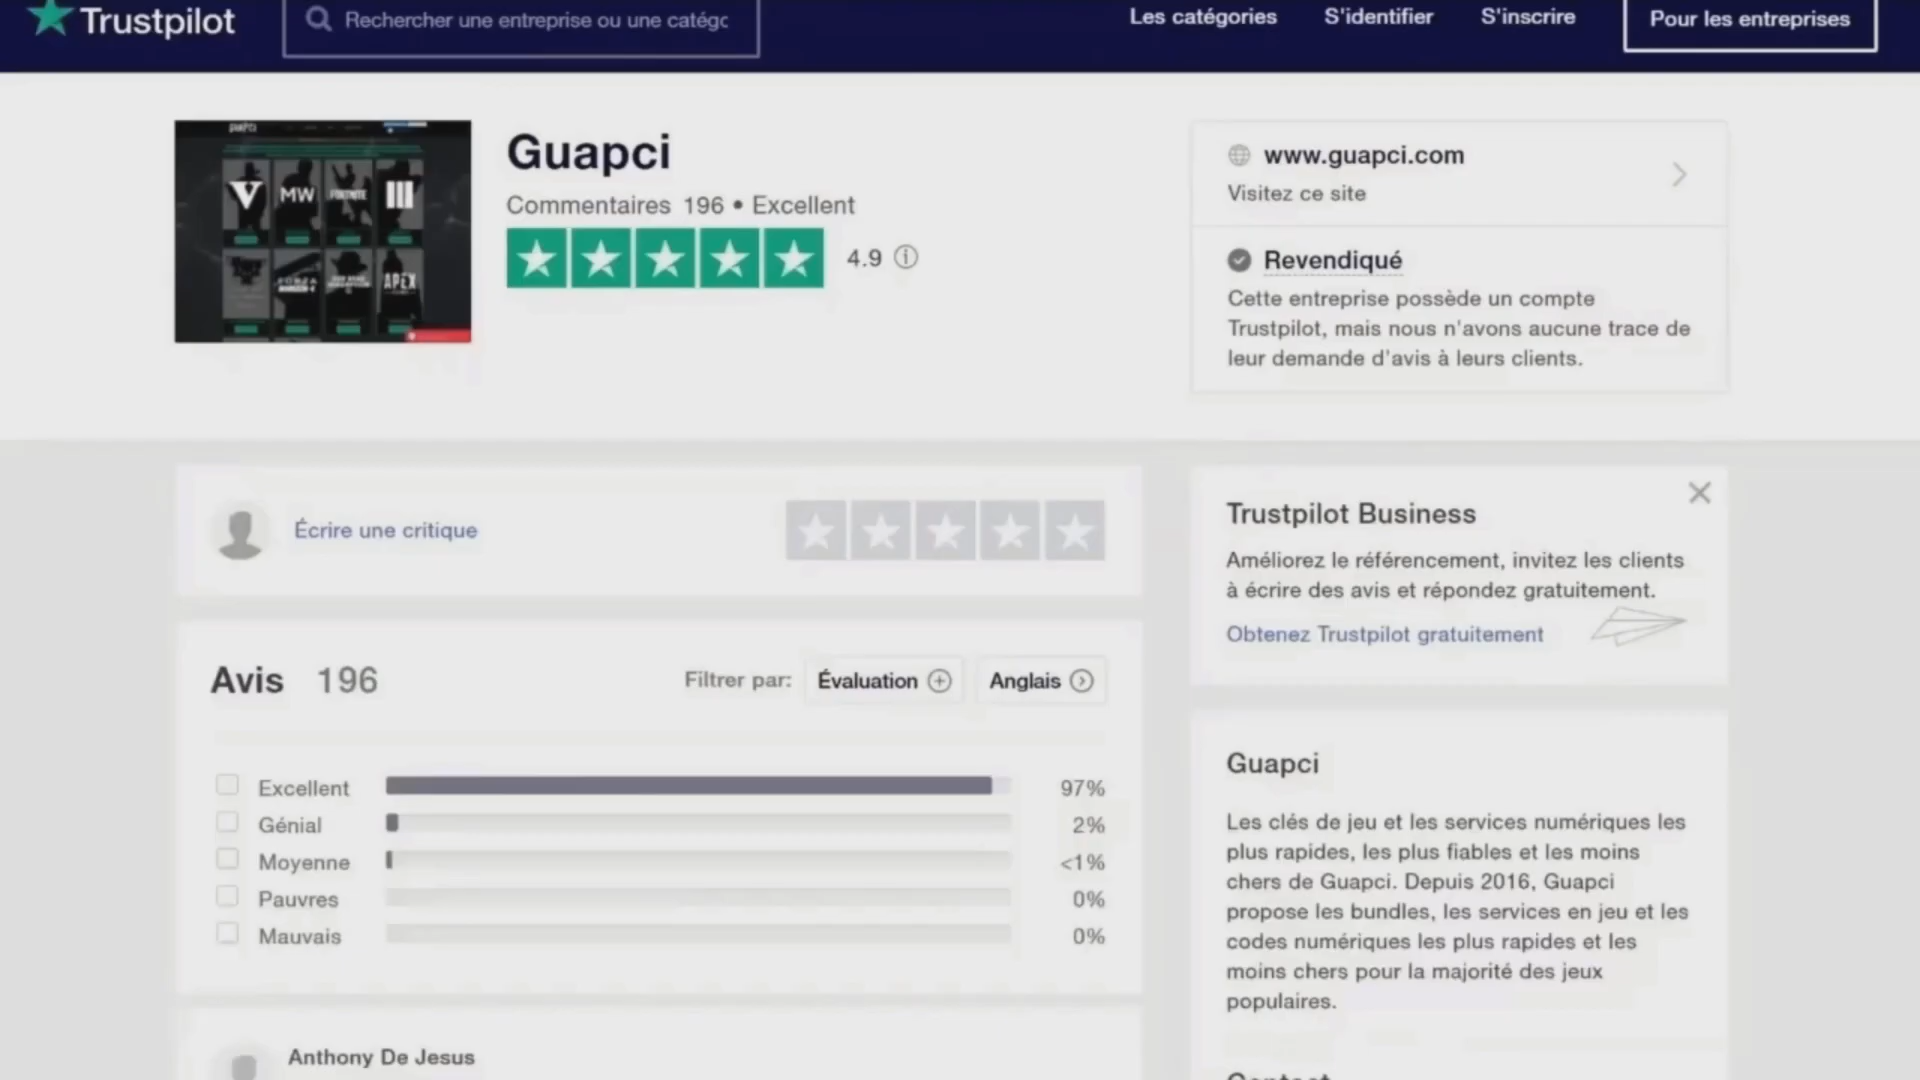 Trustpilot
Rechercher une entreprise ou une catégc
Les catégories
S'identifier
S'inscrire
Pour les entreprises
V
MW
FORTNITE
APEX
Guapci
Commentaires 196 • Excellent
4.9
www.guapci.com
Visitez ce site
Revendiqué
Cette entreprise possède un compte
Trustpilot, mais nous n'avons aucune trace de
leur demande d'avis à leurs clients.
Écrire une critique
Trustpilot Business
Améliorez le référencement, invitez les clients
à écrire des avis et répondez gratuitement.
Obtenez Trustpilot gratuitement
Avis 196
Filtrer par:
Évaluation
Anglais
Excellent 97%
Génial 2%
Moyenne <1%
Pauvres 0%
Mauvais 0%
Guapci
Les clés de jeu et les services numériques les
plus rapides, les plus fiables et les moins
chers de Guapci. Depuis 2016, Guapci
propose les bundles, les services en jeu et les
codes numériques les plus rapides et les
moins chers pour la majorité des jeux
populaires.
Anthony De Jesus